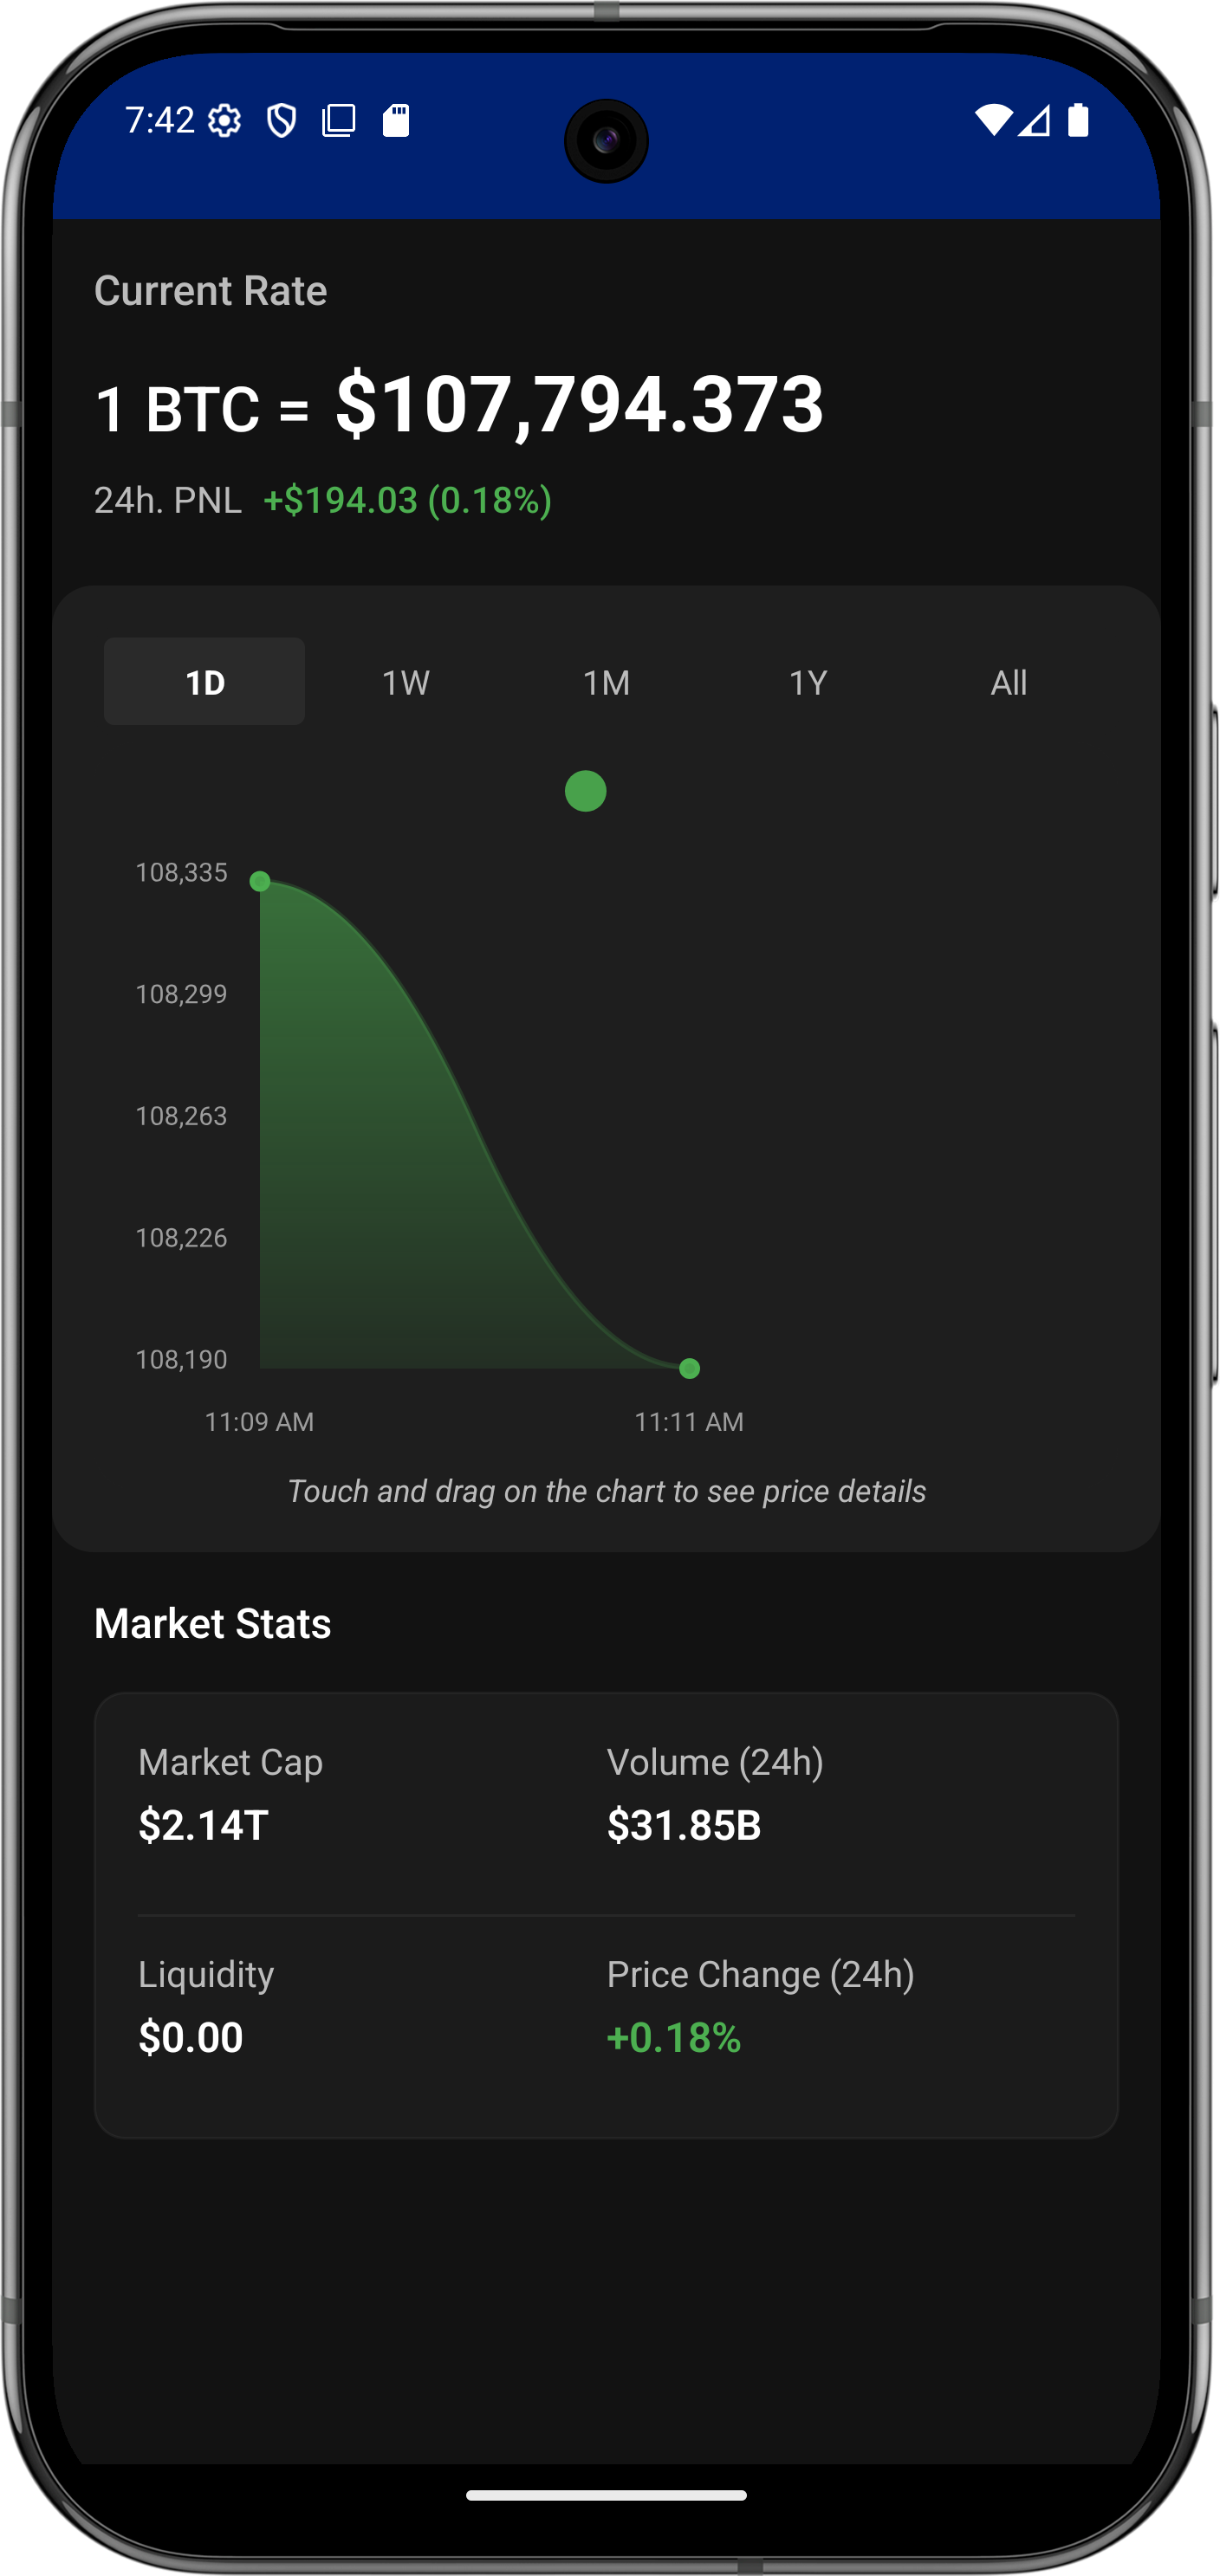 7:42
Current Rate
1 BTC = $107,794.373
24h. PNL +$194.03 (0.18%)
1D 1W 1M 1Y All
108,335
108,299
108,263
108,226
108,190
11:09 AM 11:11 AM
Touch and drag on the chart to see price details
Market Stats
Market Cap Volume (24h)
$2.14T $31.85B
Liquidity Price Change (24h)
$0.00 +0.18%